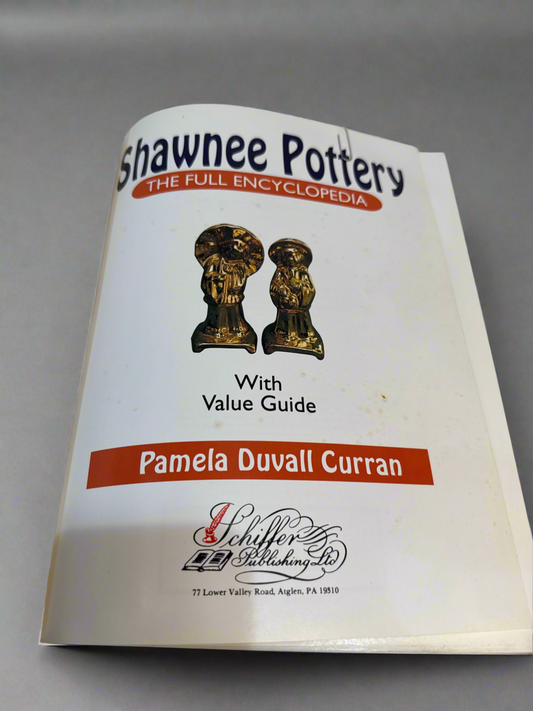 Shawnee Pottery
THE FULL ENCYCLOPEDIA
With
Value Guide
Pamela Duvall Curran
Schiffer
Publishing Ltd
77 Lower Valley Road, Atglen, PA 19310